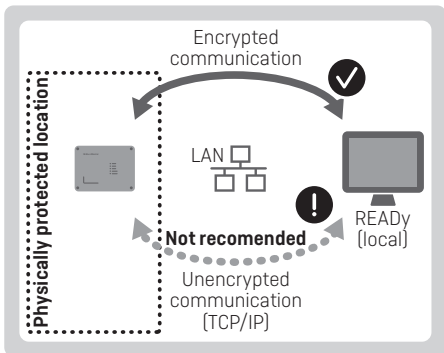 Encrypted
communication
Physically protected location
LAN
READy
(local)
Not recomended
Unencrypted
communication
(TCP/IP)